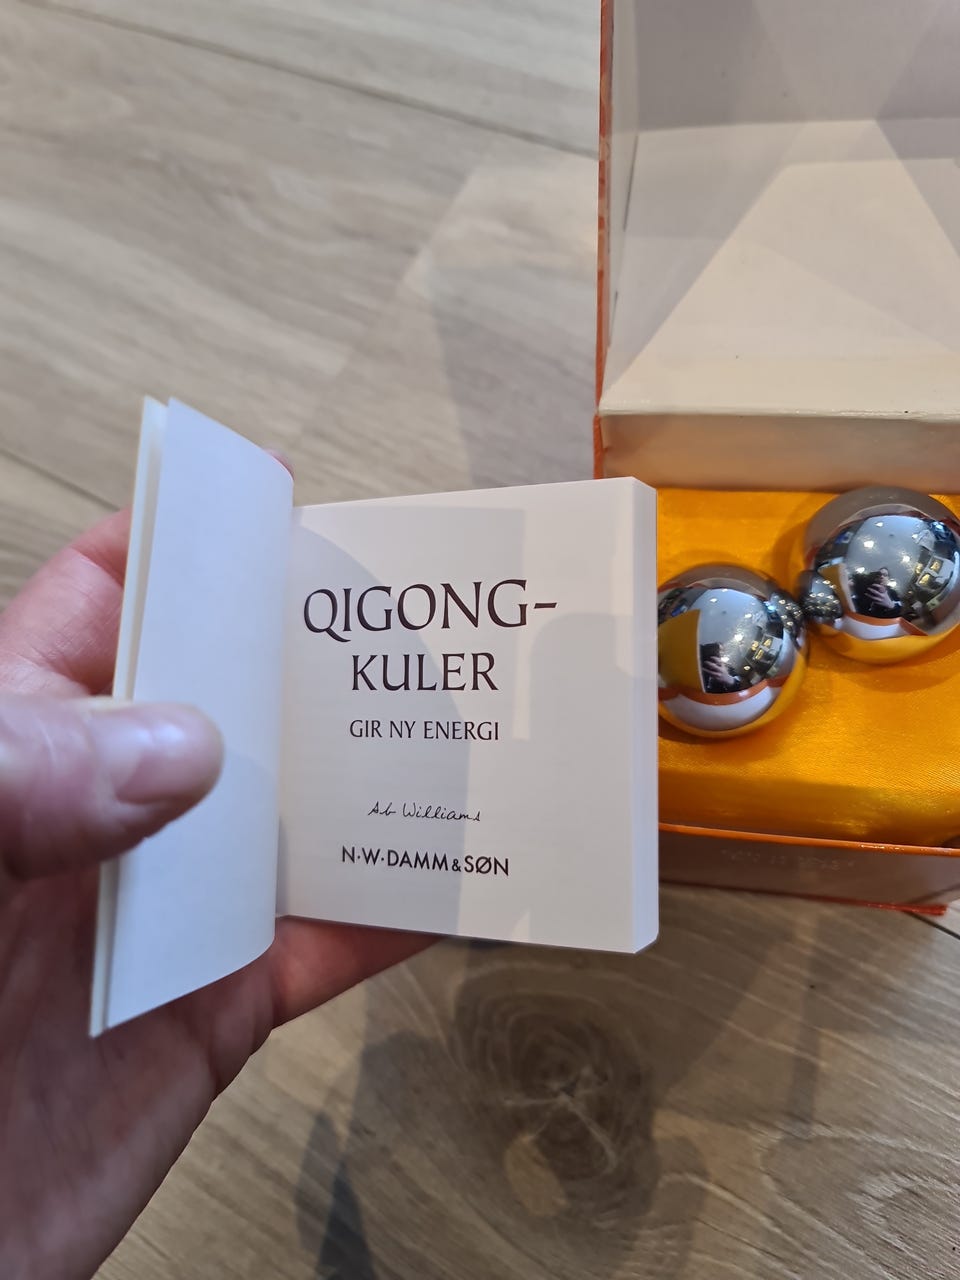 QIGONG-
KULER
GIR NY ENERGI
Ab Williams
N·W·DAMM&SØN